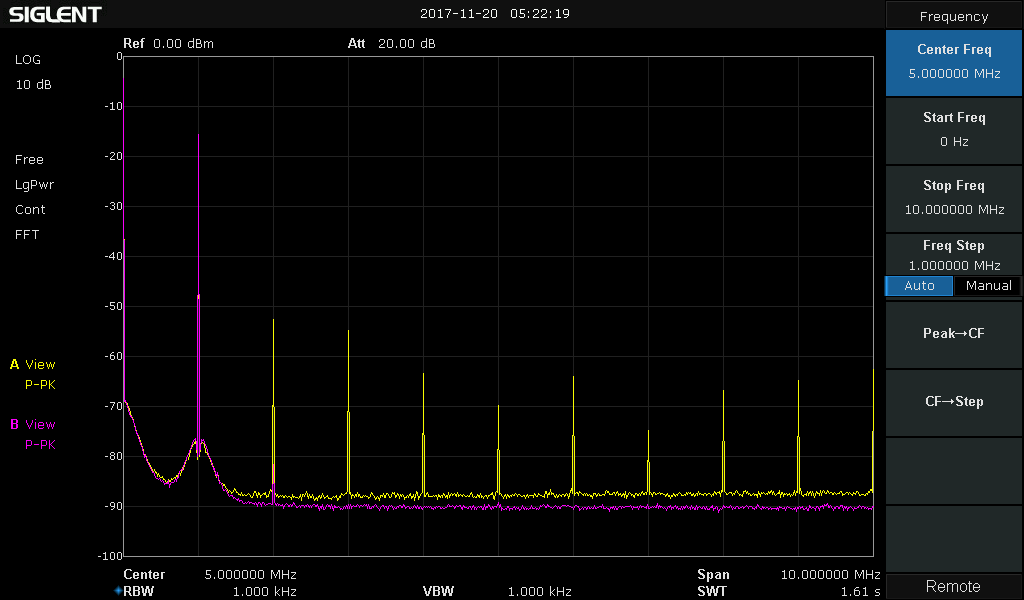 SIGLENT
2017-11-20 05:22:19
Frequency
Ref 0.00 dBm
Att 20.00 dB
LOG
10 dB
Free
LgPwr
Cont
FFT
A View
P-PK
B View
P-PK
0
-10
-20
-30
-40
-50
-60
-70
-80
-90
-100
Center 5.000000 MHz
Span 10.000000 MHz
RBW 1.000 kHz
VBW 1.000 kHz
SWT 1.61 s
Center Freq
5.000000 MHz
Start Freq
0 Hz
Stop Freq
10.000000 MHz
Freq Step
1.000000 MHz
Auto Manual
Peak→CF
CF→Step
Remote